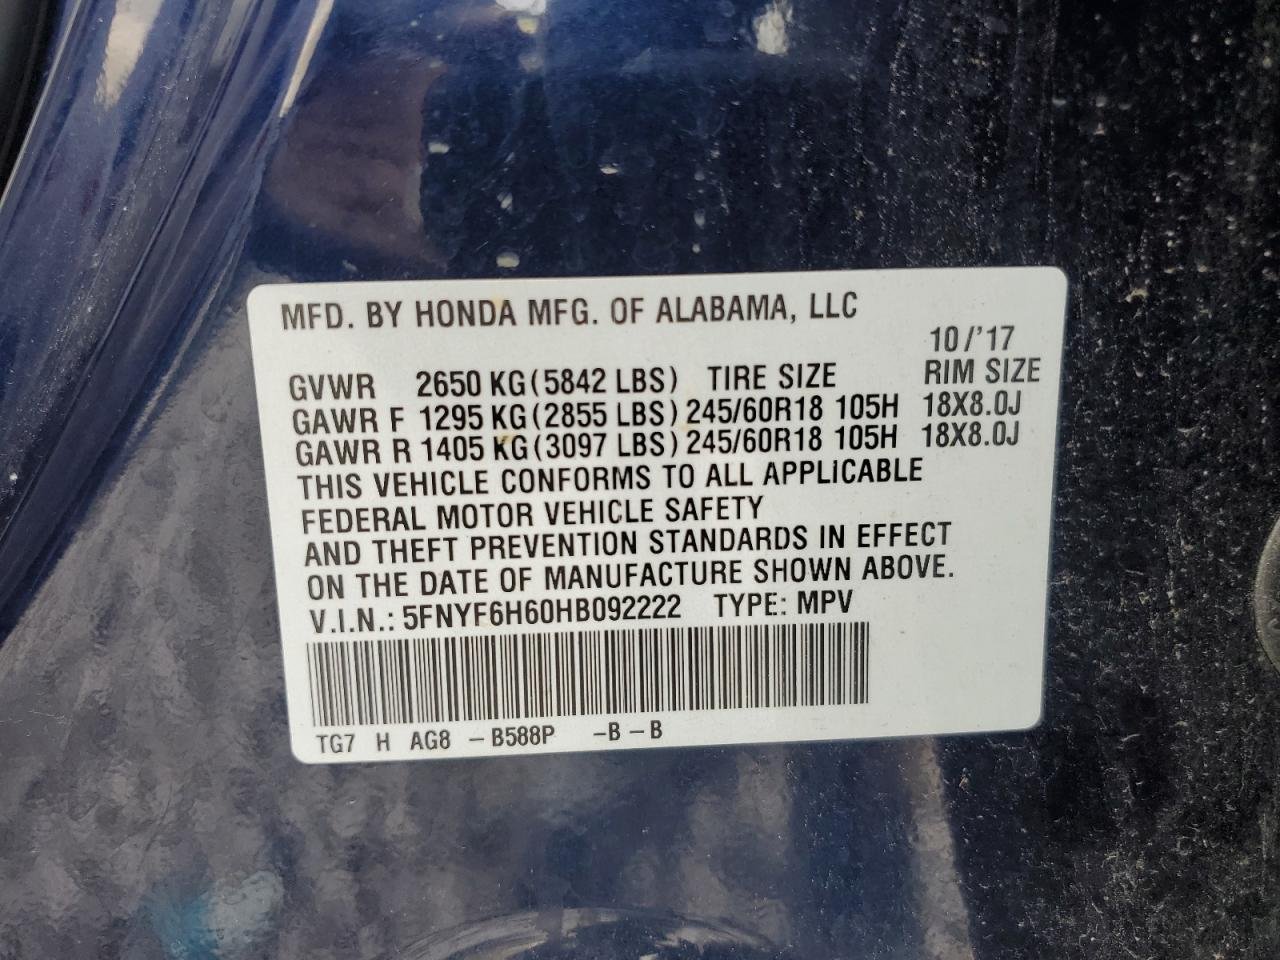 MFD. BY HONDA MFG. OF ALABAMA, LLC
10/'17
GVWR 2650 KG(5842 LBS) TIRE SIZE RIM SIZE
GAWR F 1295 KG(2855 LBS) 245/60R18 105H 18X8.0J
GAWR R 1405 KG(3097 LBS) 245/60R18 105H 18X8.0J
THIS VEHICLE CONFORMS TO ALL APPLICABLE
FEDERAL MOTOR VEHICLE SAFETY
AND THEFT PREVENTION STANDARDS IN EFFECT
ON THE DATE OF MANUFACTURE SHOWN ABOVE.
V.I.N.: 5FNYF6H60HB092222 TYPE: MPV
TG7 H AG8 -B588P -B-B